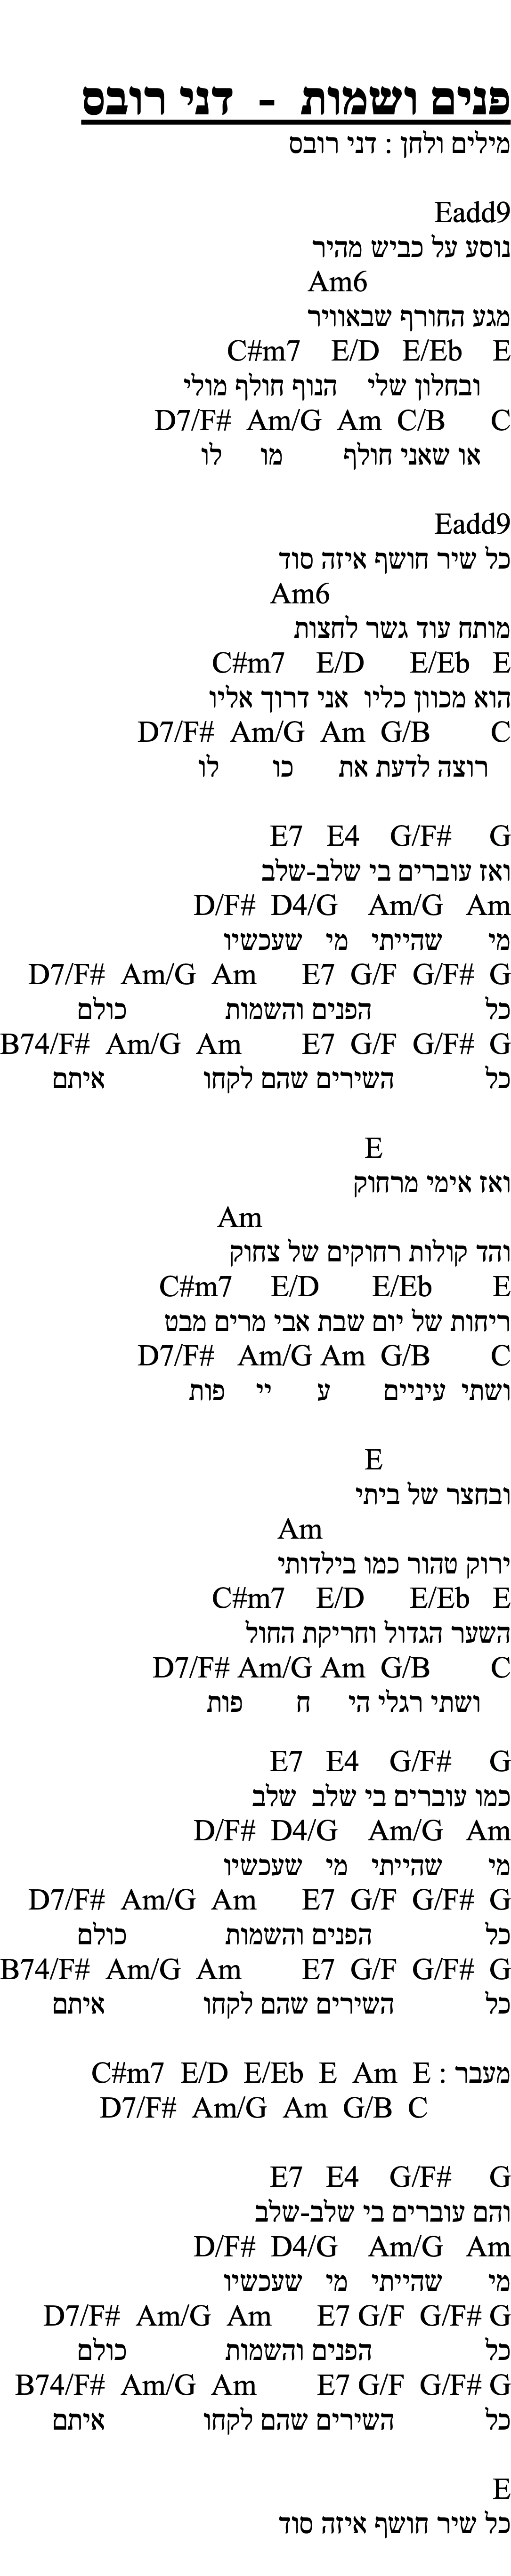 פנים ושמות - דני רובס
מילים ולחן : דני רובס
Eadd9
נוסע על כביש מהיר
Am6
מגע החורף שבאוויר
C#m7 E/D E/Eb E
ובחלון שלי הנוף חולף מולי
D7/F# Am/G Am C/B C
או שאני חולף מו לו
Eadd9
כל שיר חושף איזה סוד
Am6
מותח עוד גשר לחצות
C#m7 E/D E/Eb E
הוא מכוון כליו אני דרוך אליו
D7/F# Am/G Am G/B C
רוצה לדעת את כו לו
E7 E4 G/F# G
ואז עוברים בי שלב-שלב
D/F# D4/G Am/G Am
מי שהייתי מי שעכשיו
D7/F# Am/G Am E7 G/F G/F# G
כל הפנים והשמות כולם
B74/F# Am/G Am E7 G/F G/F# G
כל השירים שהם לקחו איתם
E
ואז אימי מרחוק
Am
והד קולות רחוקים של צחוק
C#m7 E/D E/Eb E
ריחות של יום שבת אבי מרים מבט
D7/F# Am/G Am G/B C
ושתי עיניים ע יי פות
E
ובחצר של ביתי
Am
ירוק טהור כמו בילדותי
C#m7 E/D E/Eb E
השער הגדול וחריקת החול
D7/F# Am/G Am G/B C
ושתי רגלי הי ח פות
E7 E4 G/F# G
כמו עוברים בי שלב שלב
D/F# D4/G Am/G Am
מי שהייתי מי שעכשיו
D7/F# Am/G Am E7 G/F G/F# G
כל הפנים והשמות כולם
B74/F# Am/G Am E7 G/F G/F# G
כל השירים שהם לקחו איתם
מעבר : C#m7 E/D E/Eb E Am E
D7/F# Am/G Am G/B C
E7 E4 G/F# G
והם עוברים בי שלב-שלב
D/F# D4/G Am/G Am
מי שהייתי מי שעכשיו
D7/F# Am/G Am E7 G/F G/F# G
כל הפנים והשמות כולם
B74/F# Am/G Am E7 G/F G/F# G
כל השירים שהם לקחו איתם
E
כל שיר חושף איזה סוד